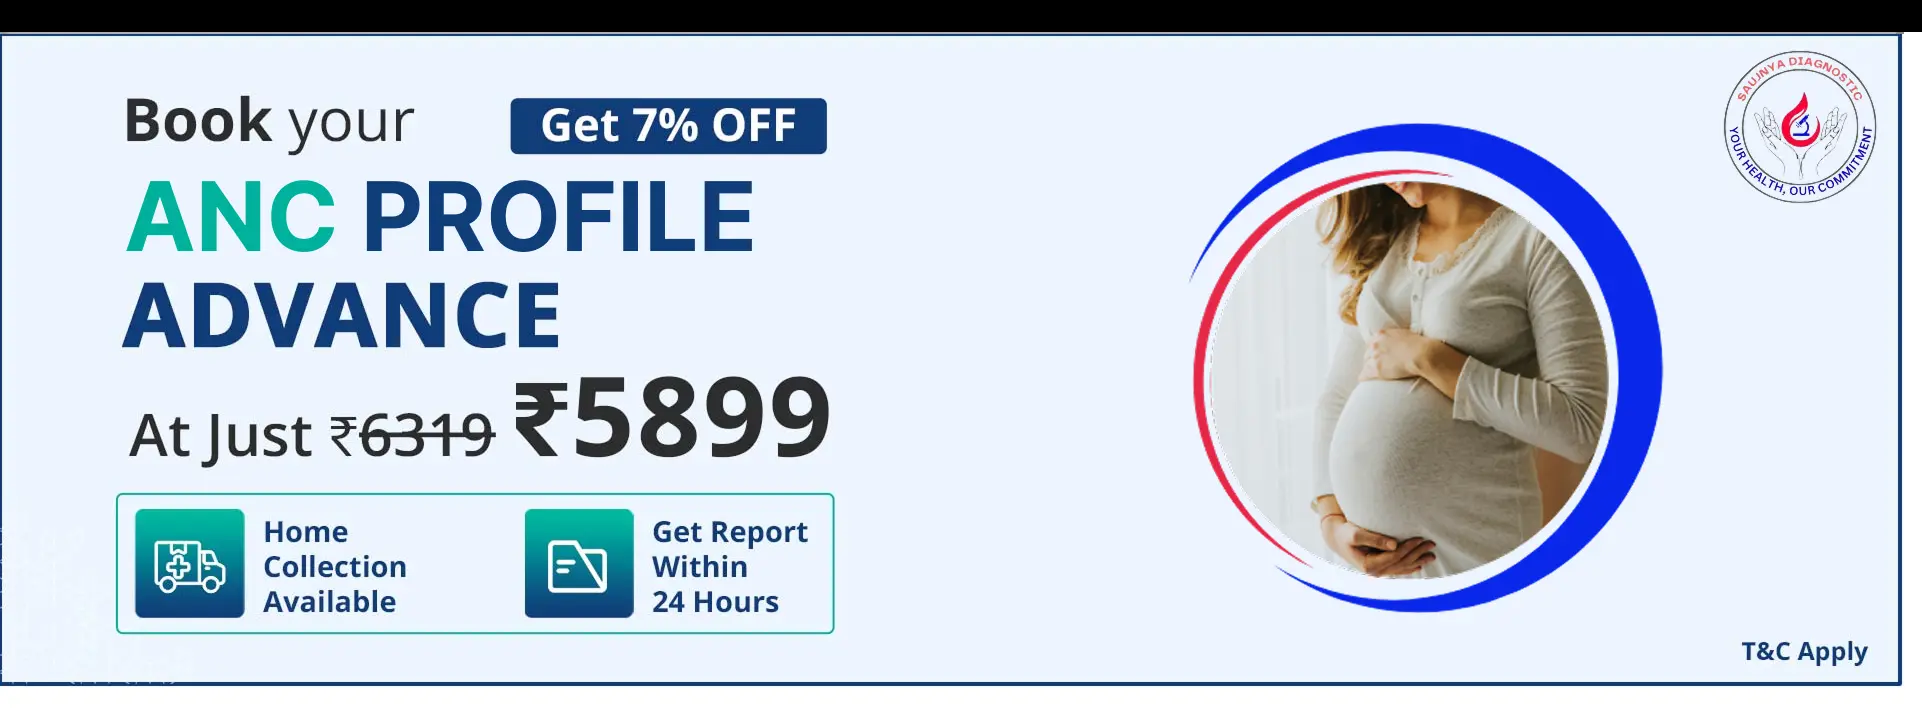 Book your
Get 7% OFF
ANC PROFILE
ADVANCE
At Just ₹6319 ₹5899
Home
Collection
Available
Get Report
Within
24 Hours
SAUJNYA DIAGNOSTIC
YOUR HEALTH, OUR COMMITMENT
T&C Apply